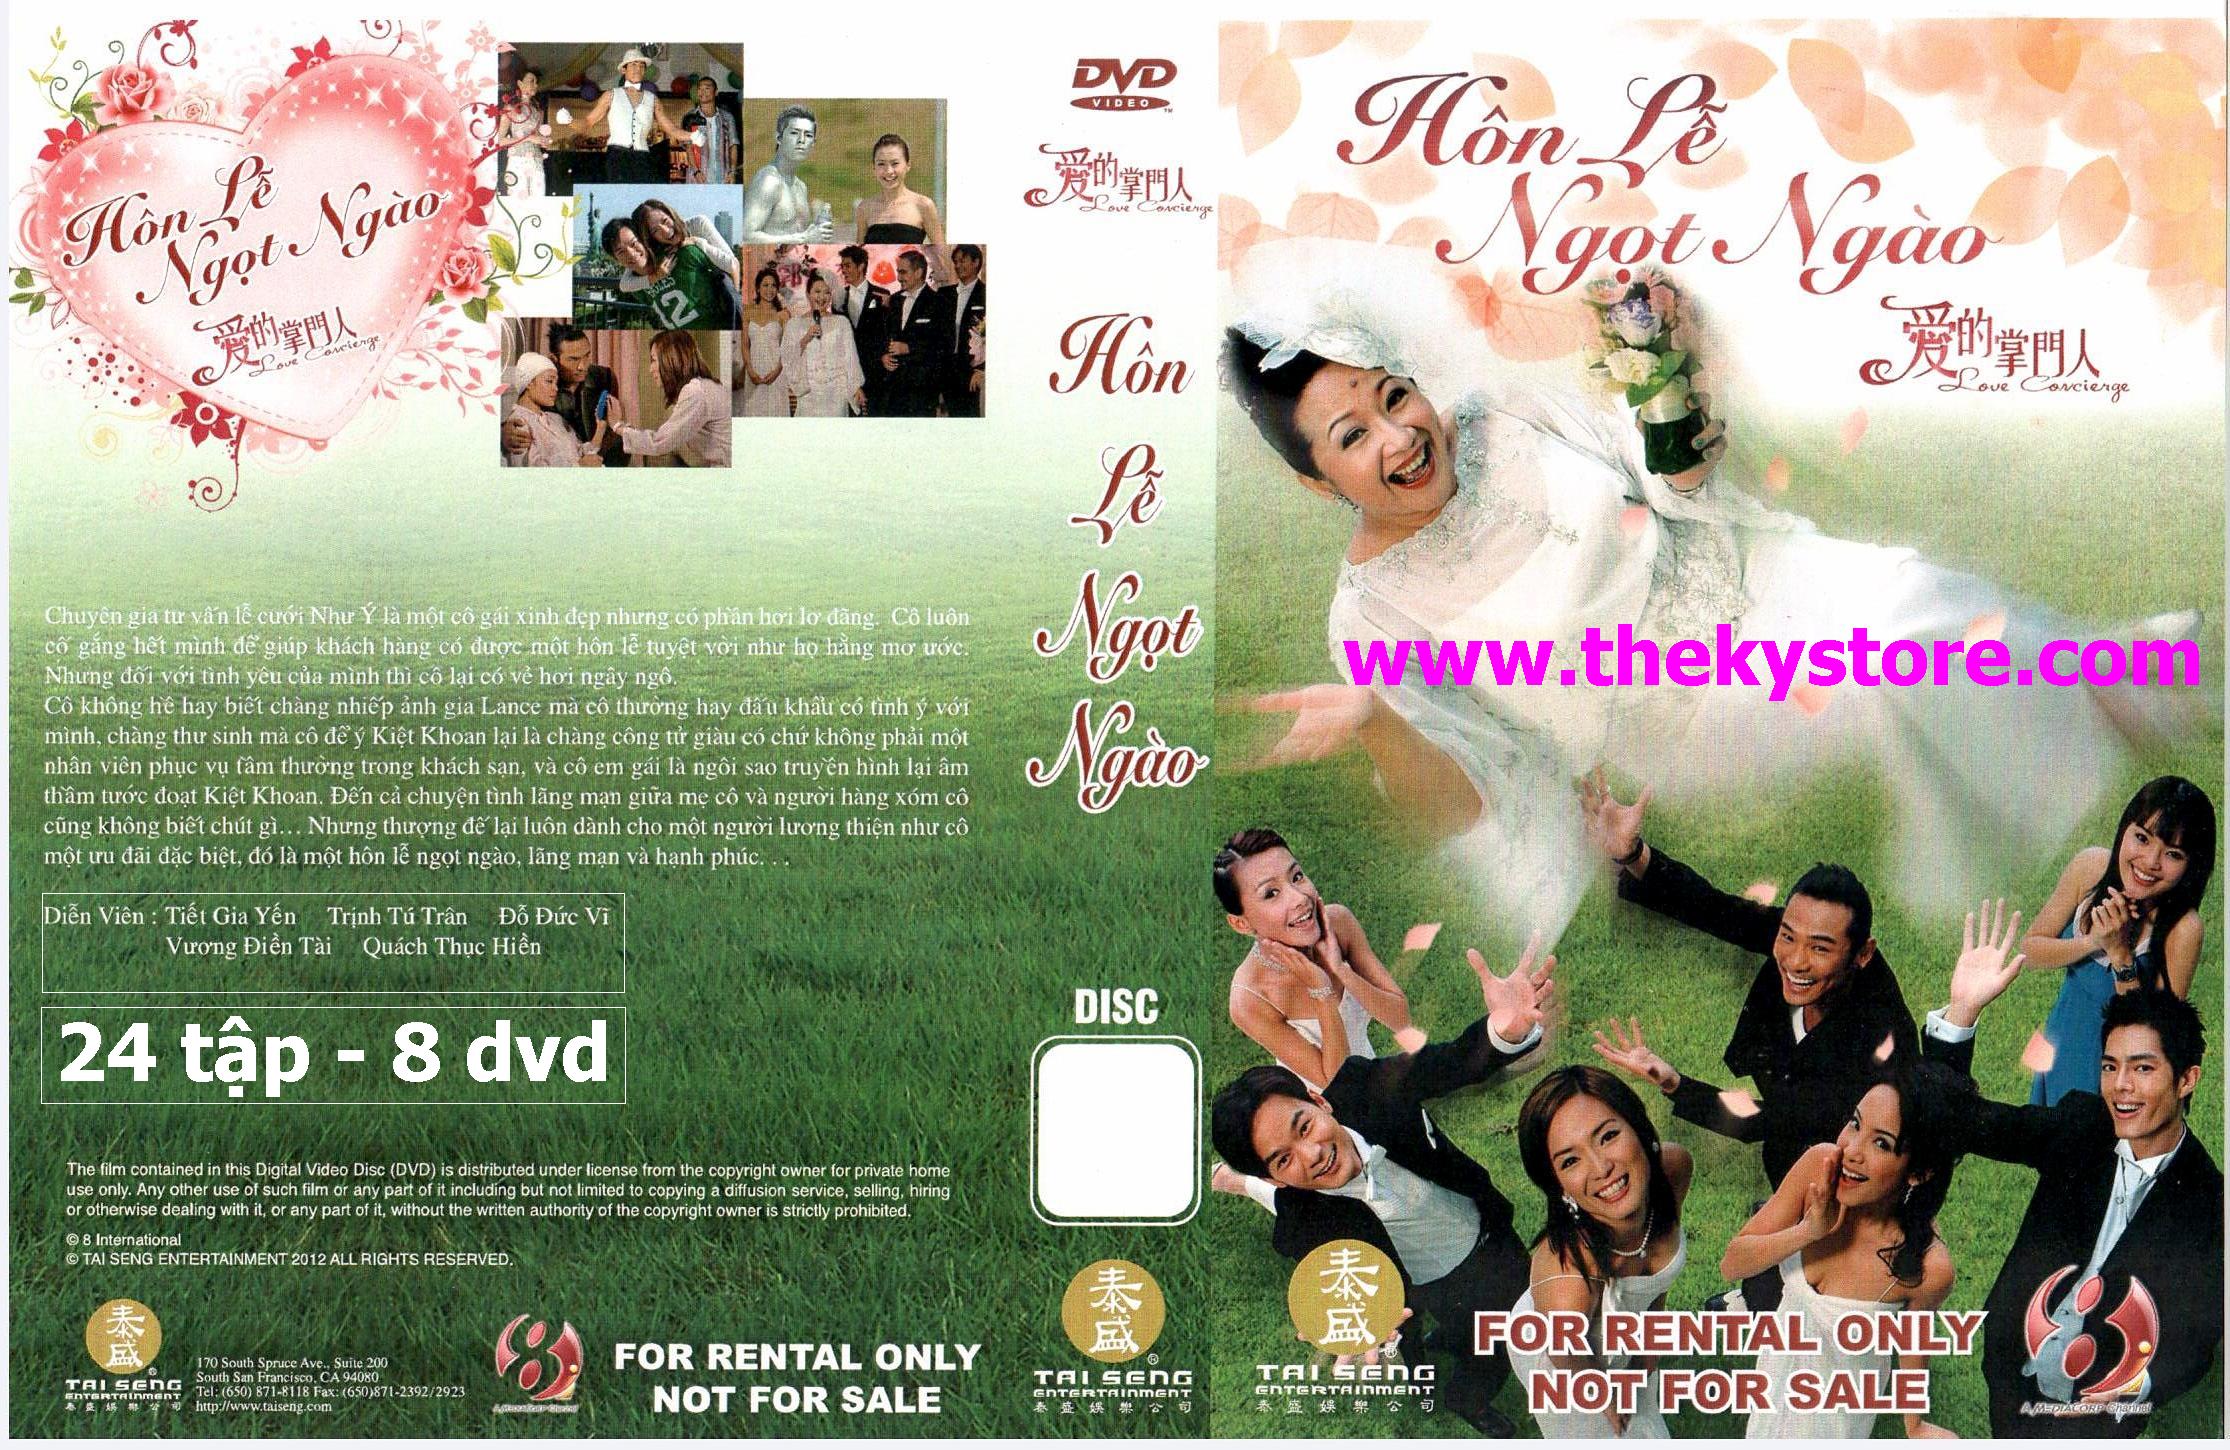 Hôn Lễ
Ngọt Ngào
愛的掌門人
Love Concierge
Chuyên gia tư vấn lễ cưới Như Ý là một cô gái xinh đẹp nhưng có phần hơi lơ đãng. Cô luôn
cố gắng hết mình để giúp khách hàng có được một hôn lễ tuyệt vời như họ hằng mơ ước.
Nhưng đối với tình yêu của mình thì cô lại có vẻ hơi ngây ngô.
Cô không hề hay biết chàng nhiếp ảnh gia Lance mà cô thường hay đấu khẩu có tình ý với
mình, chàng thư sinh mà cô để ý Kiệt Khoan lại là chàng công tử giàu có chứ không phải một
nhân viên phục vụ tầm thường trong khách sạn, và cô em gái là ngôi sao truyền hình lại âm
thầm tước đoạt Kiệt Khoan. Đến cả chuyện tình lãng mạn giữa mẹ cô và người hàng xóm cô
cũng không biết chút gì... Nhưng thượng đế lại luôn dành cho một người lương thiện như cô
một ưu đãi đặc biệt, đó là một hôn lễ ngọt ngào, lãng mạn và hạnh phúc. . .
Diễn Viên : Tiết Gia Yến Trịnh Tú Trân Đỗ Đức Vĩ
Vương Điền Tài Quách Thục Hiền
24 tập - 8 dvd
The film contained in this Digital Video Disc (DVD) is distributed under license from the copyright owner for private home
use only. Any other use of such film or any part of it including but not limited to copying a diffusion service, selling, hiring
or otherwise dealing with it, or any part of it, without the written authority of the copyright owner is strictly prohibited.
© 8 International
© TAI SENG ENTERTAINMENT 2012 ALL RIGHTS RESERVED.
泰盛
®
TAI SENG
ENTERTAINMENT
泰盛娛樂公司
170 South Spruce Ave., Suite 200
South San Francisco, CA 94080
Tel: (650) 871-8118 Fax: (650)871-2392/2923
http://www.taiseng.com
A MEDIACORP Channel
FOR RENTAL ONLY
NOT FOR SALE
DVD
VIDEO
™
愛的掌門人
Love Concierge
Hôn
Lễ
Ngọt
Ngào
DISC
泰盛
®
TAI SENG
ENTERTAINMENT
泰盛娛樂公司
Hôn Lễ
Ngọt Ngào
愛的掌門人
Love Concierge
www.thekystore.com
泰盛
®
TAI SENG
ENTERTAINMENT
泰盛娛樂公司
FOR RENTAL ONLY
NOT FOR SALE
A MEDIACORP Channel